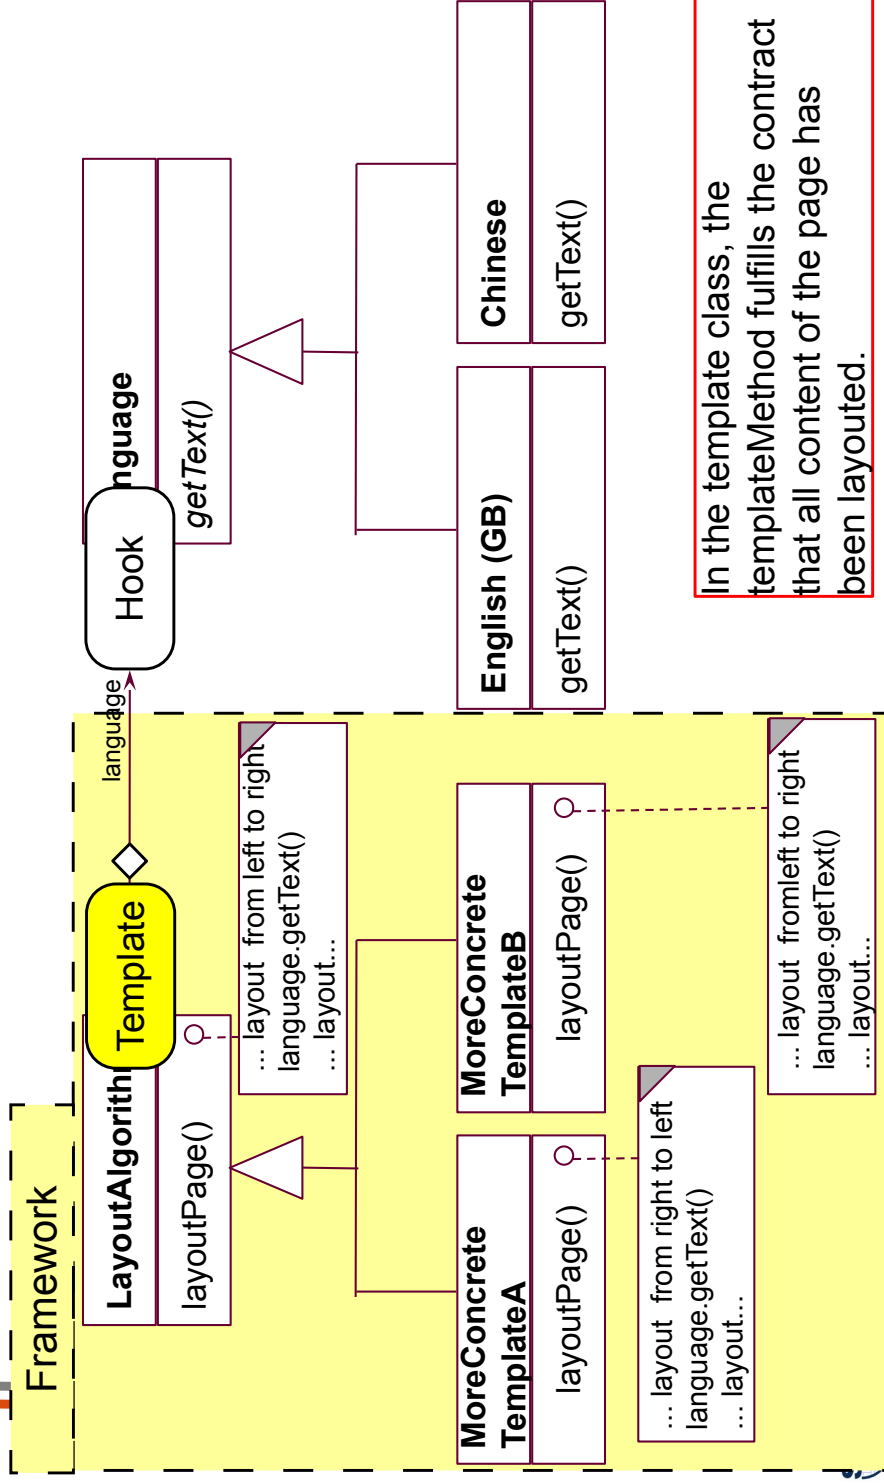 Framework
LayoutAlgorith
Template
layoutPage()
language
Hook
nguage
getText()
... layout from left to right
language.getText()
... layout...
MoreConcrete
TemplateA
layoutPage()
MoreConcrete
TemplateB
layoutPage()
English (GB)
getText()
Chinese
getText()
... layout from right to left
language.getText()
... layout...
... layout fromleft to right
language.getText()
... layout...
In the template class, the
templateMethod fulfills the contract
that all content of the page has
been layouted.